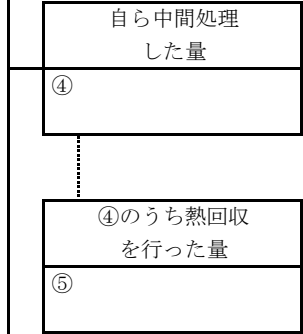 自ら中間処理
した量
④
④のうち熱回収
を行った量
⑤